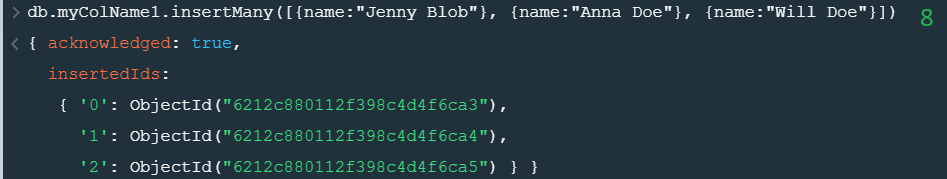 > db.myColName1.insertMany([{name:"Jenny Blob"}, {name:"Anna Doe"}, {name:"Will Doe"}]) 8
< { acknowledged: true,
insertedIds:
{ '0': ObjectId("6212c880112f398c4d4f6ca3"),
'1': ObjectId("6212c880112f398c4d4f6ca4"),
'2': ObjectId("6212c880112f398c4d4f6ca5") } }